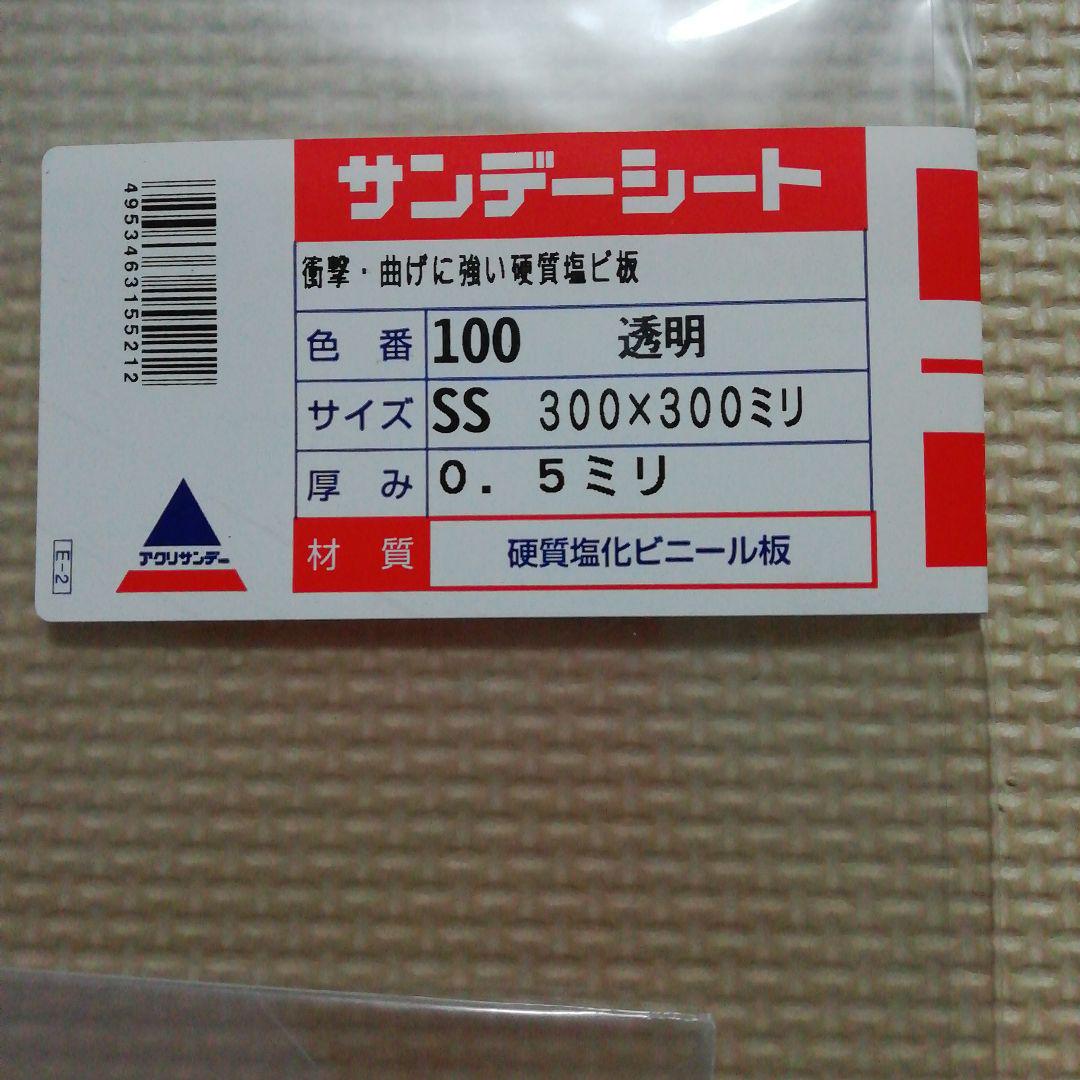 サンデーシート
衝撃・曲げに強い硬質塩ビ板
色 番 100 透明
サイズ SS 300×300ミリ
厚 み 0.5ミリ
材 質 硬質塩化ビニール板
4953463155212
アクリサンデー
E-2